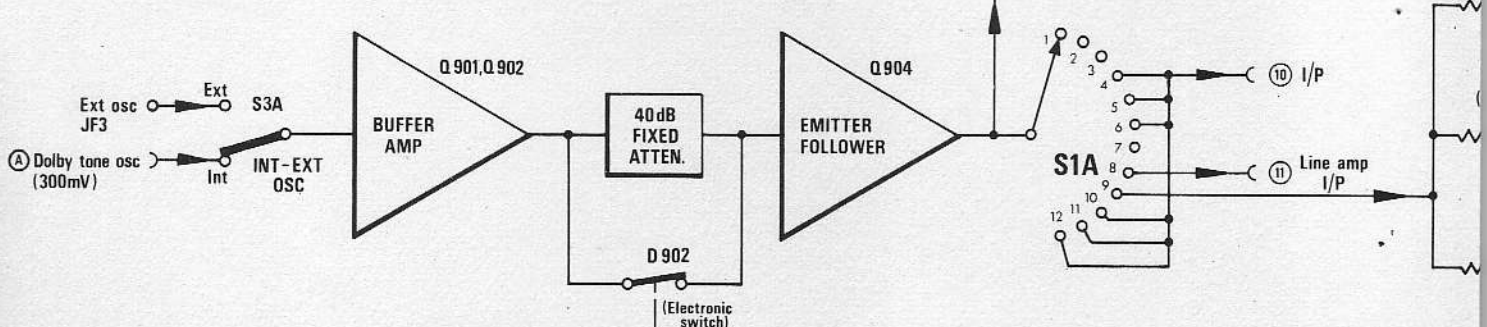 Ext osc
JF3
Ext
S3A
Ⓐ Dolby tone osc
(300mV)
Int
INT-EXT
OSC
Q901,Q902
BUFFER
AMP
40dB
FIXED
ATTEN.
D902
(Electronic
switch)
Q904
EMITTER
FOLLOWER
1
2
3
4
5
6
7
8
9
10
11
12
S1A
⑩ I/P
⑪ Line amp
I/P